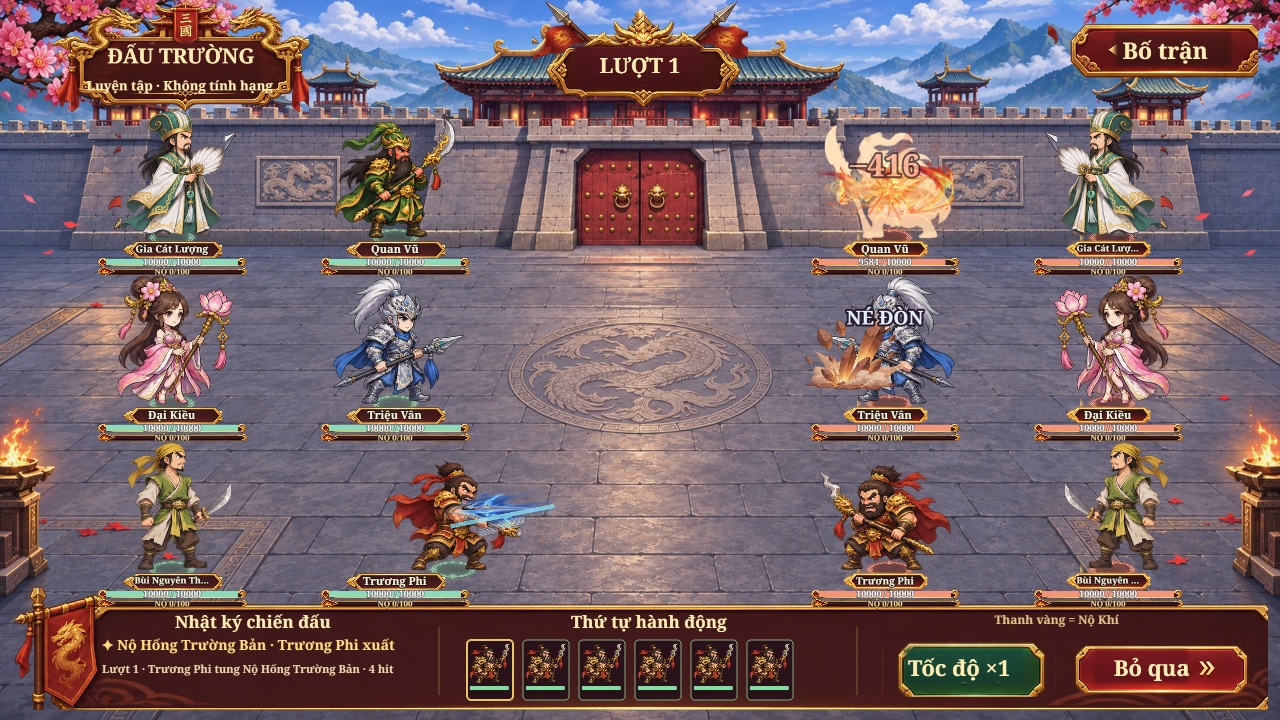 三
國
ĐẤU TRƯỜNG
Luyện tập · Không tính hạng
LƯỢT 1
Bố trận
-416
Gia Cát Lượng
10000/10000
NỘ 0/100
Quan Vũ
10000/10000
NỘ 0/100
Quan Vũ
9584/10000
NỘ 0/100
Gia Cát Lượ...
10000/10000
NỘ 0/100
NÉ ĐÒN
Đại Kiều
10000/10000
NỘ 0/100
Triệu Vân
10000/10000
NỘ 0/100
Triệu Vân
10000/10000
NỘ 0/100
Đại Kiều
10000/10000
NỘ 0/100
Bùi Nguyên Th...
10000/10000
NỘ 0/100
Trương Phi
10000/10000
NỘ 0/100
Trương Phi
10000/10000
NỘ 0/100
Bùi Nguyên ...
10000/10000
NỘ 0/100
Nhật ký chiến đấu
✦ Nộ Hống Trường Bản · Trương Phi xuất
Lượt 1 · Trương Phi tung Nộ Hống Trường Bản · 4 hit
Thứ tự hành động
Thanh vàng = Nộ Khí
Tốc độ ×1
Bỏ qua »